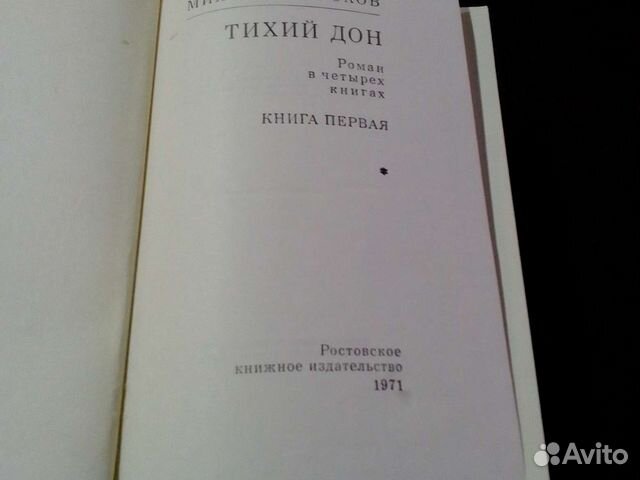 ТИХИЙ ДОН
Роман
в четырех
книгах
КНИГА ПЕРВАЯ
*
Ростовское
книжное издательство
1971
Avito